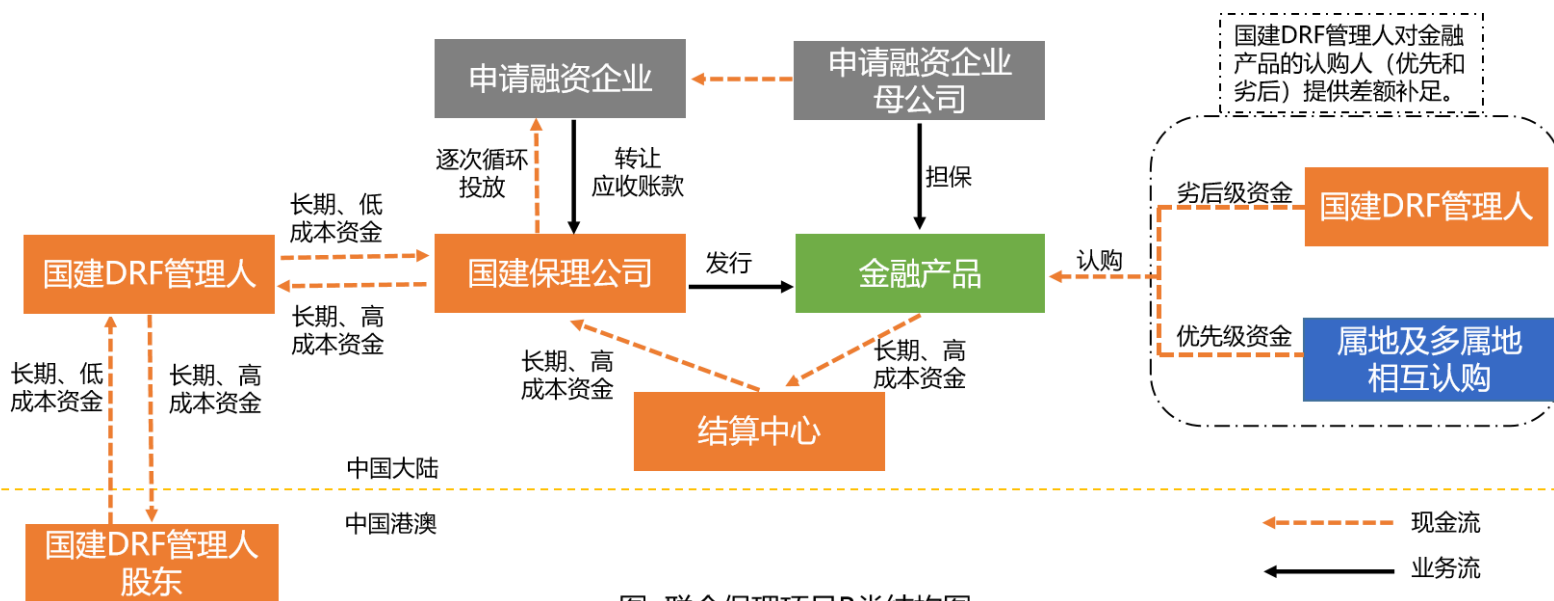 国建DRF管理人对金融
产品的认购人（优先和
劣后）提供差额补足。
申请融资企业
申请融资企业
母公司
逐次循环
投放
转让
应收账款
担保
长期、低
成本资金
劣后级资金
国建DRF管理人
国建DRF管理人
国建保理公司
发行
金融产品
认购
长期、高
成本资金
优先级资金
属地及多属地
相互认购
长期、低
成本资金
长期、高
成本资金
长期、高
成本资金
长期、高
成本资金
结算中心
中国大陆
中国港澳
国建DRF管理人
股东
现金流
业务流